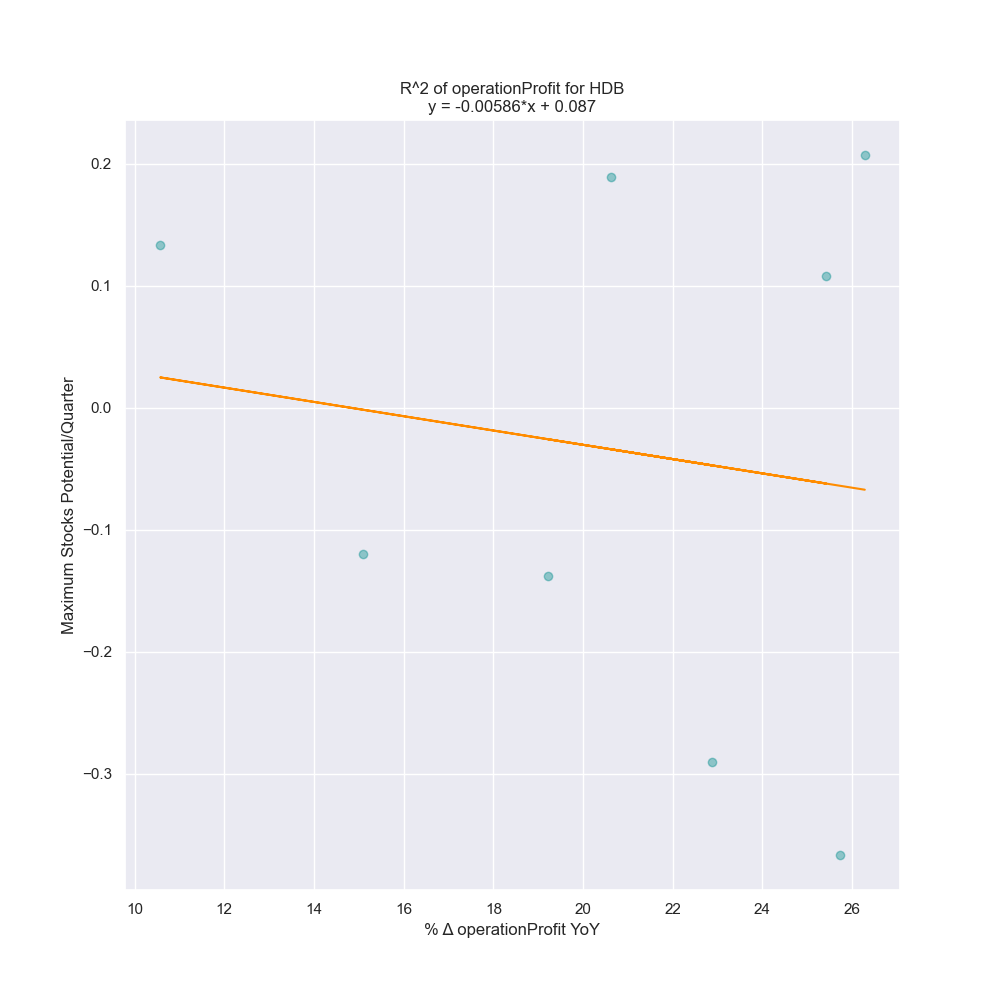 R^2 of operationProfit for HDB
y = -0.00586*x + 0.087
Maximum Stocks Potential/Quarter
0.2
0.1
0.0
−0.1
−0.2
−0.3
10 12 14 16 18 20 22 24 26
% Δ operationProfit YoY